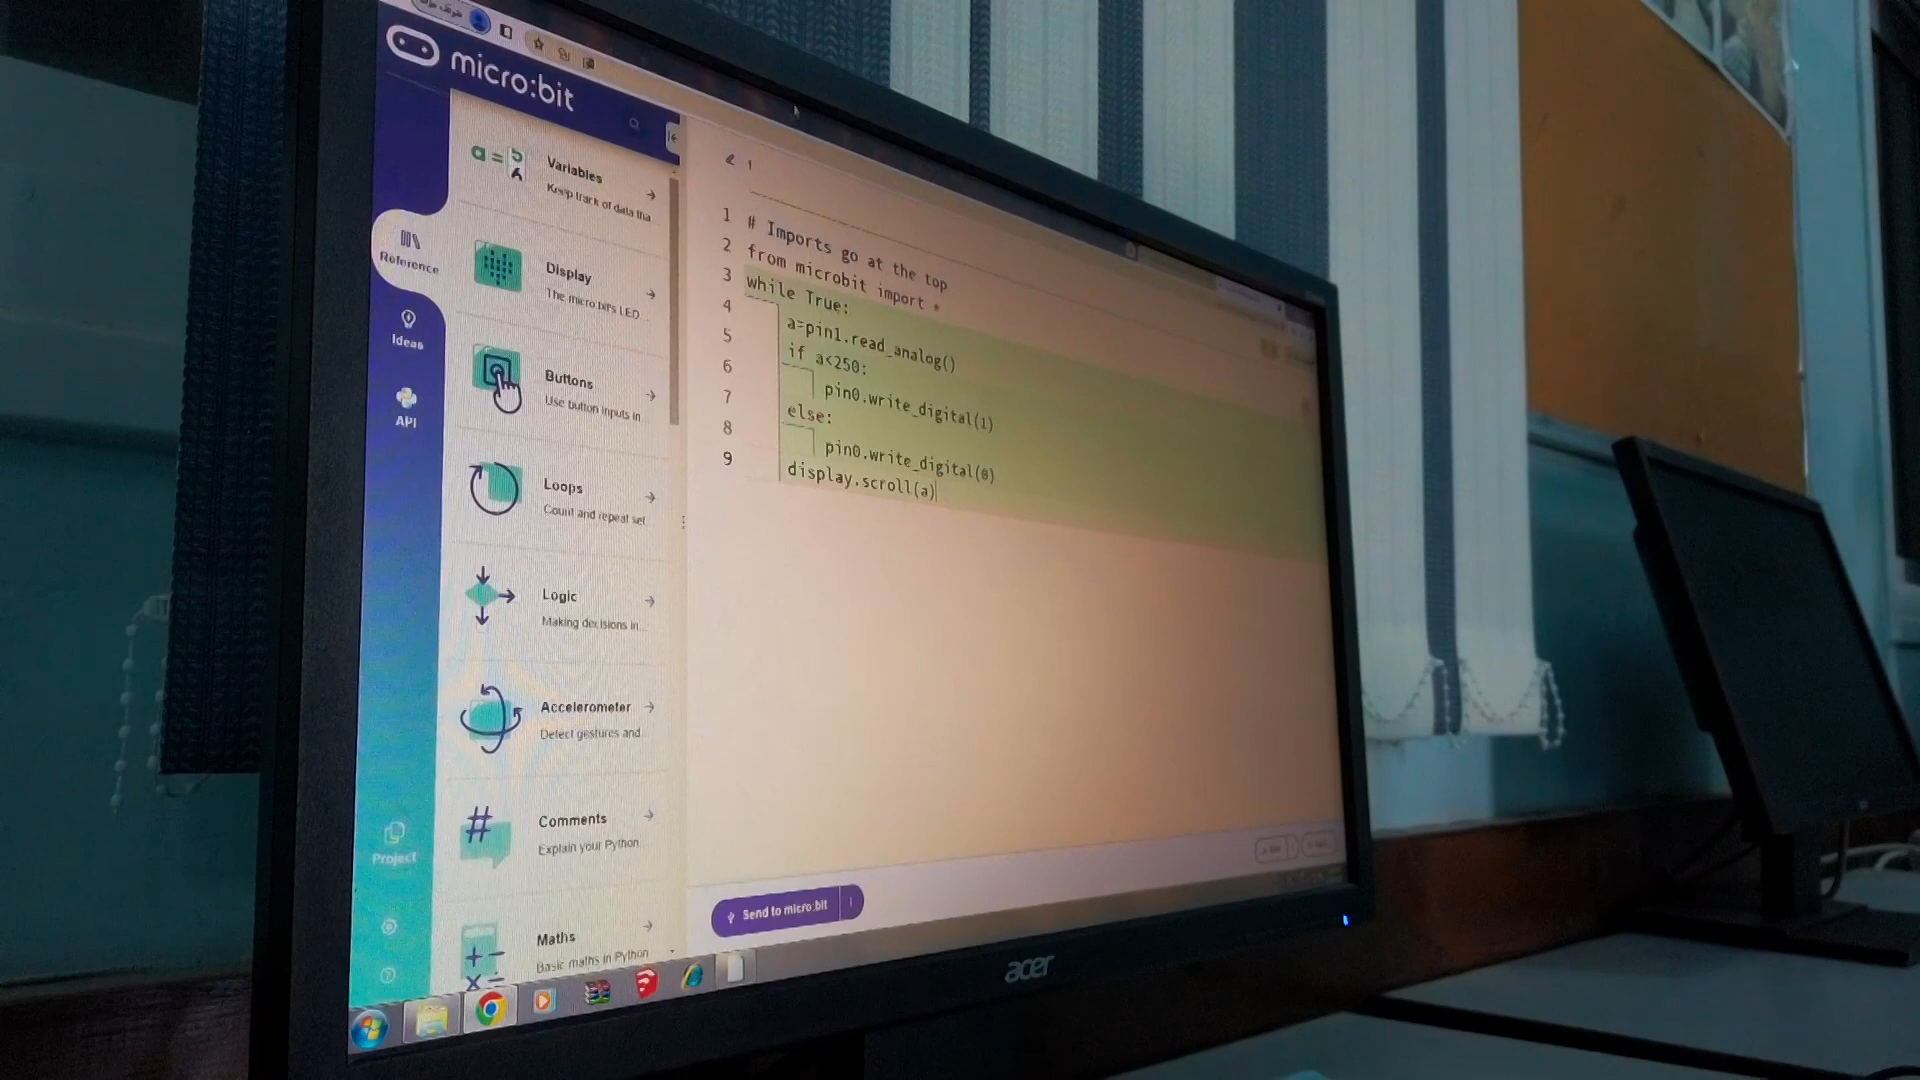 micro:bit
Variables
Keep track of data tha...
Reference
Display
The micro:bit's LED...
Ideas
Buttons
Use button inputs in...
API
Loops
Count and repeat set...
Logic
Making decisions in...
Accelerometer
Detect gestures and...
Comments
Explain your Python...
Project
Maths
Basic maths in Python
1
1 # Imports go at the top
2 from microbit import *
3 while True:
4 a=pin1.read_analog()
5 if a<250:
6 pin0.write_digital(1)
7 else:
8 pin0.write_digital(0)
9 display.scroll(a)
Send to micro:bit
acer